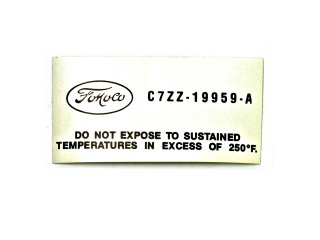 FoMoCo
C7ZZ-19959-A
DO NOT EXPOSE TO SUSTAINED
TEMPERATURES IN EXCESS OF 250°F.